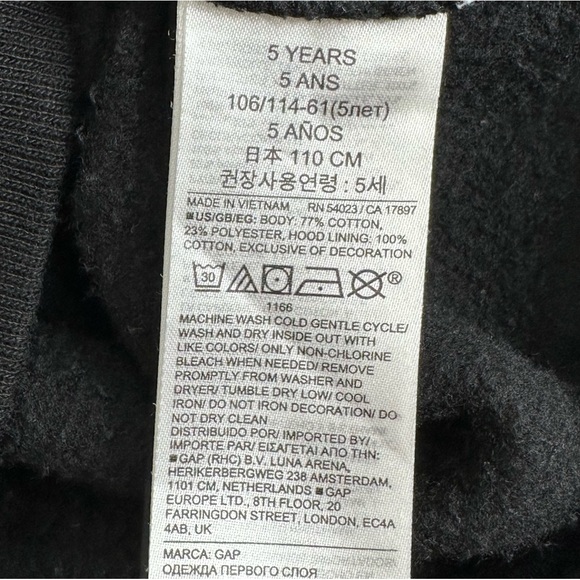 5 YEARS
5 ANS
106/114-61(5лет)
5 AÑOS
日本 110 CM
권장사용연령 : 5세
MADE IN VIETNAM RN 54023 / CA 17897
■US/GB/EG: BODY: 77% COTTON,
23% POLYESTER, HOOD LINING: 100%
COTTON, EXCLUSIVE OF DECORATION
30 ®
1166
MACHINE WASH COLD GENTLE CYCLE/
WASH AND DRY INSIDE OUT WITH
LIKE COLORS/ ONLY NON-CHLORINE
BLEACH WHEN NEEDED/ REMOVE
PROMPTLY FROM WASHER AND
DRYER/ TUMBLE DRY LOW/ COOL
IRON/ DO NOT IRON DECORATION/ DO
NOT DRY CLEAN
DISTRIBUIDO POR/ IMPORTED BY/
IMPORTE PAR/ ΕΙΣΑΓΕΤΑΙ ΑΠΟ ΤΗΝ:
■GAP (RHC) B.V. LUNA ARENA,
HERIKERBERGWEG 238 AMSTERDAM,
1101 CM, NETHERLANDS ■GAP
EUROPE LTD., 8TH FLOOR, 20
FARRINGDON STREET, LONDON, EC4A
4AB, UK
MARCA: GAP
ОДЕЖДА ПЕРВОГО СЛОЯ